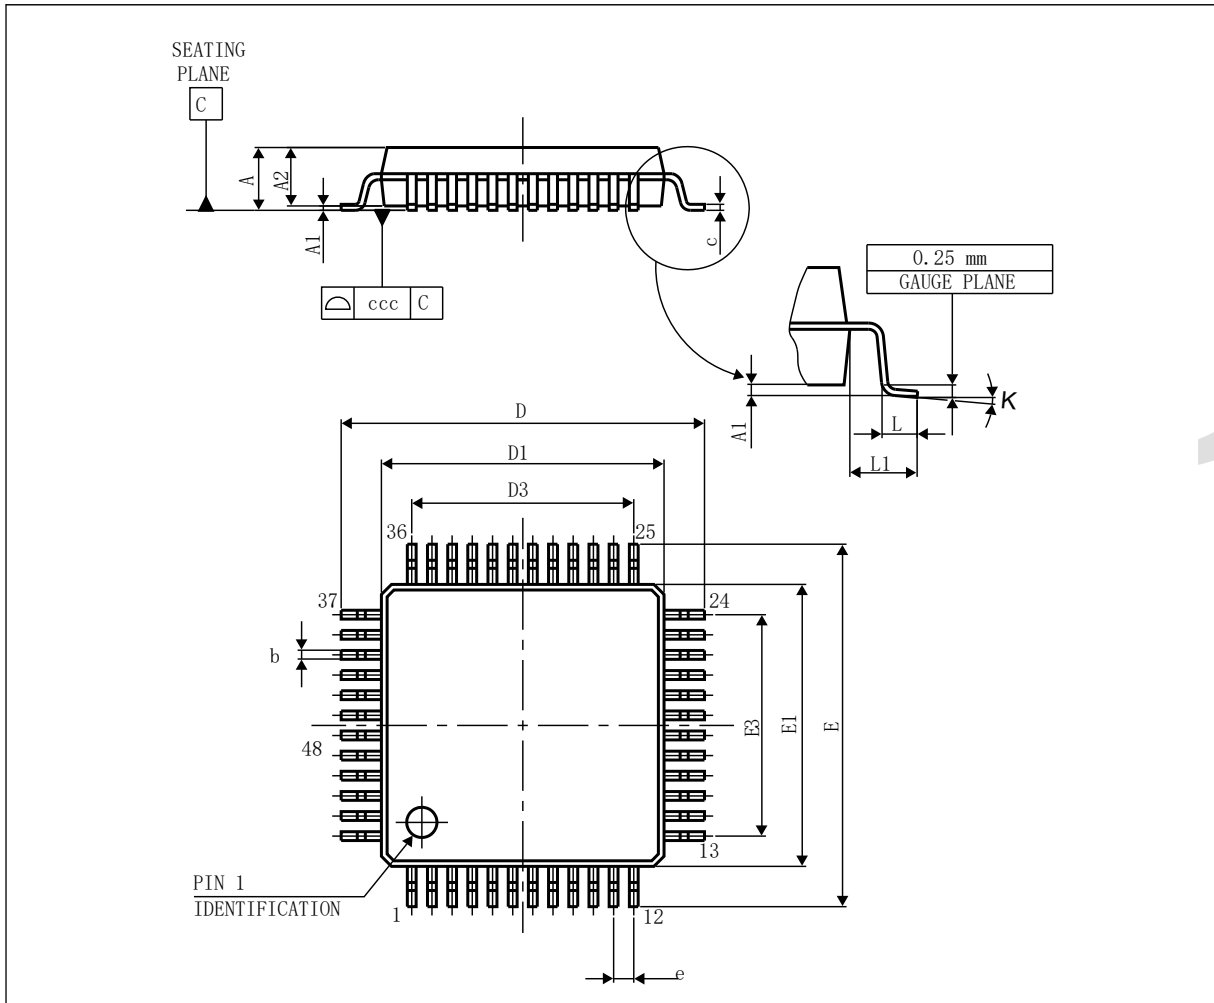 SEATING
PLANE
C
A
A2
A1
c
ccc
C
0.25 mm
GAUGE PLANE
A1
K
L
L1
D
D1
D3
36
25
37
24
b
48
E3
E1
E
13
PIN 1
IDENTIFICATION
1
12
e